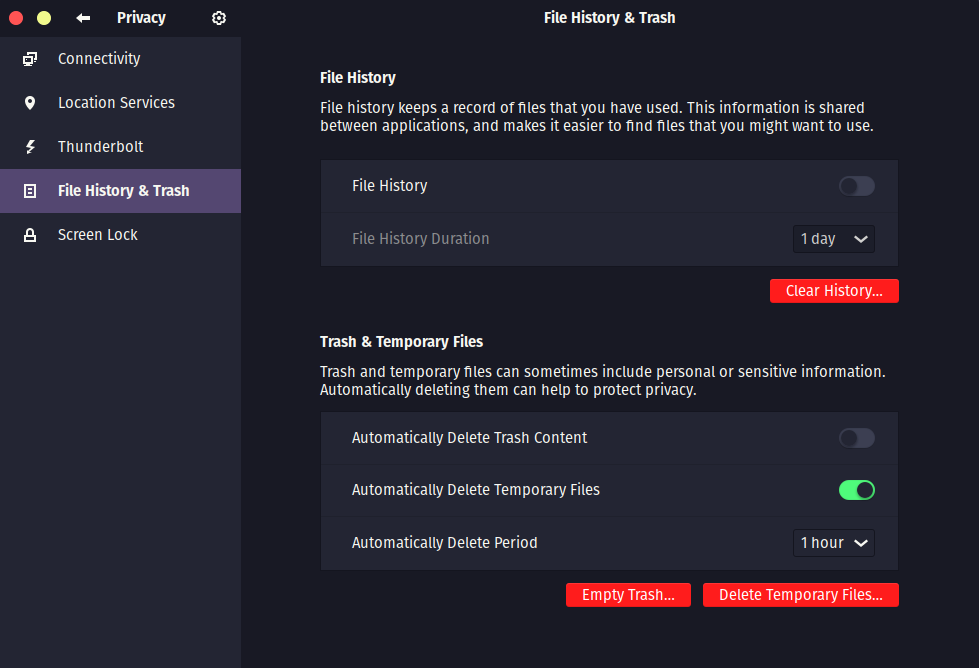 Privacy
File History & Trash
Connectivity
Location Services
Thunderbolt
File History & Trash
Screen Lock
File History
File history keeps a record of files that you have used. This information is shared
between applications, and makes it easier to find files that you might want to use.
File History
File History Duration
1 day
Clear History...
Trash & Temporary Files
Trash and temporary files can sometimes include personal or sensitive information.
Automatically deleting them can help to protect privacy.
Automatically Delete Trash Content
Automatically Delete Temporary Files
Automatically Delete Period
1 hour
Empty Trash...
Delete Temporary Files...